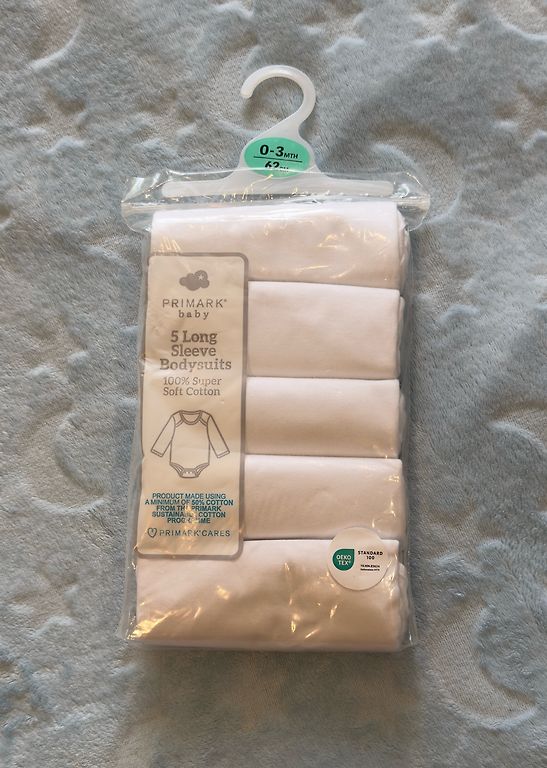 0-3MTH
62
PRIMARK®
baby
5 Long
Sleeve
Bodysuits
100% Super
Soft Cotton
PRODUCT MADE USING
A MINIMUM OF 50% COTTON
FROM THE PRIMARK
SUSTAINABLE COTTON
PROGRAMME
PRIMARK CARES
OEKO
TEX®
STANDARD
100